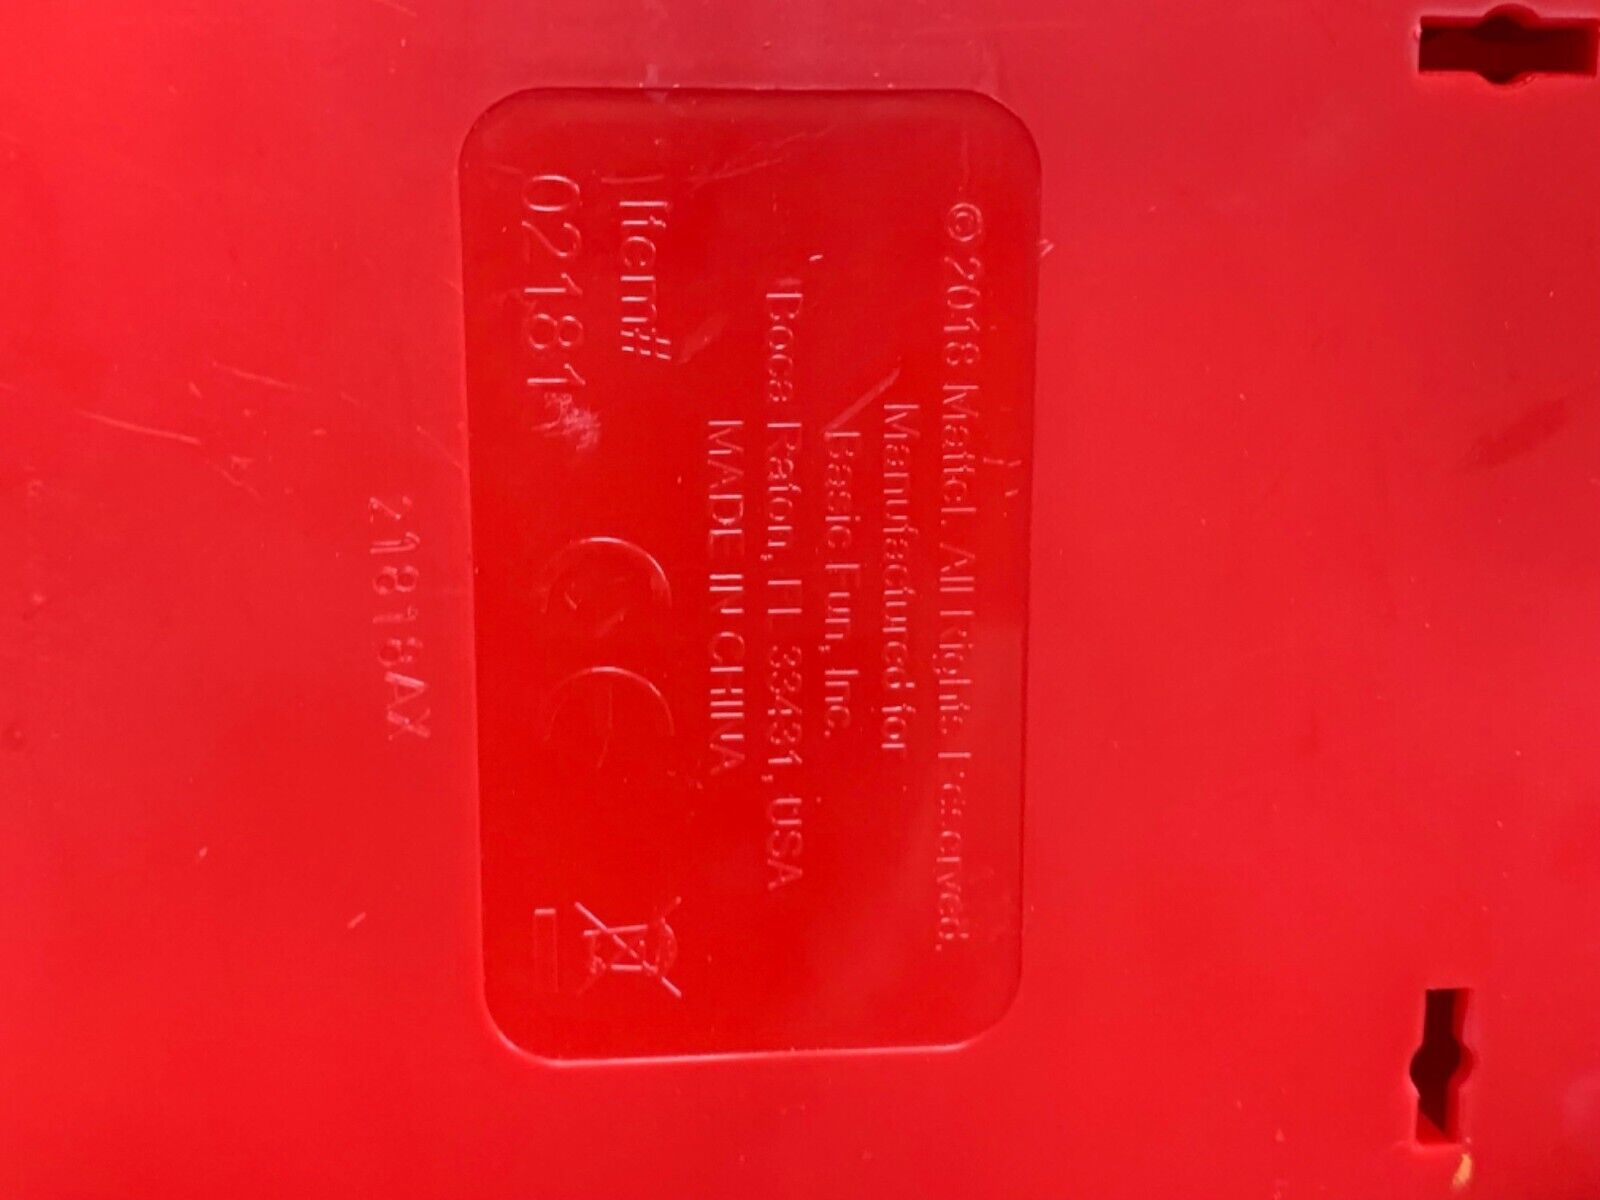 ©2018 Mattel. All Rights Reserved.
Manufactured for
Basic Fun, Inc.
Boca Raton, FL 33431, USA
MADE IN CHINA
Item#
02181
CE
21818AX